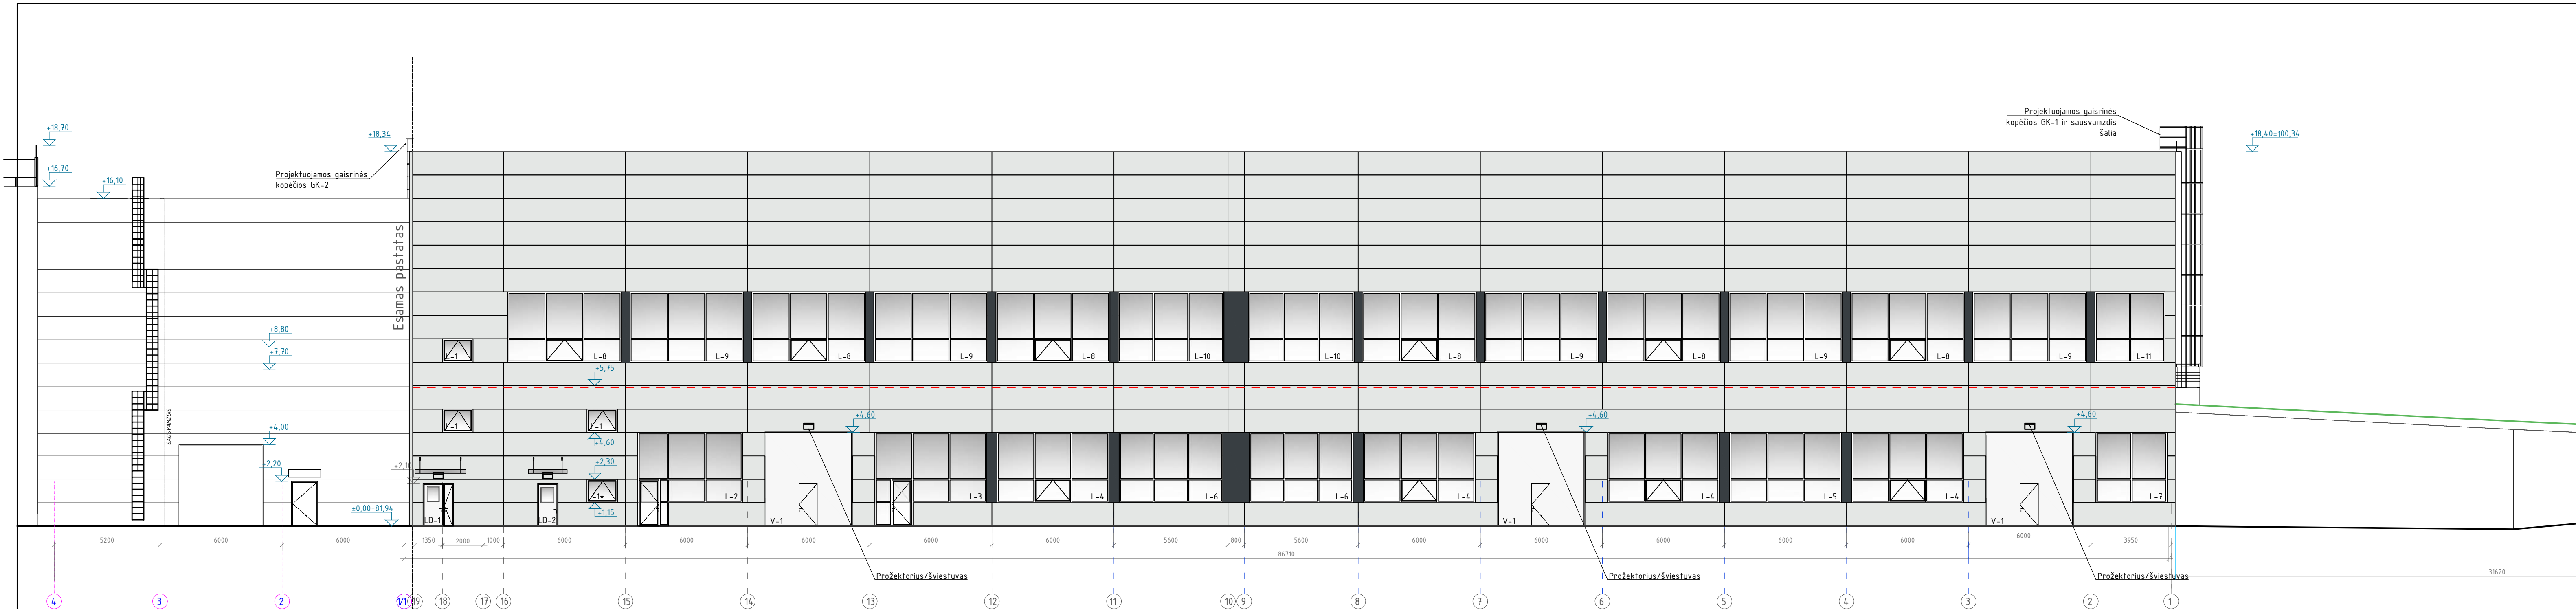 Projektuojamos gaisrinės
kopėčios GK-1 ir sausvamzdis
šalia
+18,70
+18,34
+18,40=100,34
+16,70
+16,10
Projektuojamos gaisrinės
kopėčios GK-2
Esamas pastatas
+8,80
+7,70
L-1
L-8
L-9
L-8
L-9
L-8
L-10
L-10
L-8
L-9
L-8
L-9
L-8
L-9
L-11
+5,75
SAUSVAMZDIS
+4,00
L-1
L-1
+4,60
+4,60
+4,60
+4,60
+2,20
+2,30
L-2
L-3
L-4
L-6
L-6
L-4
L-4
L-5
L-4
L-7
+1,15
±0,00=81,94
LD-1
LD-2
V-1
V-1
V-1
5200
6000
6000
1350
2000
1000
6000
6000
6000
6000
6000
5600
800
5600
6000
6000
6000
6000
6000
6000
3950
86710
31620
Prožektorius/šviestuvas
Prožektorius/šviestuvas
Prožektorius/šviestuvas
4
3
2
19
18
17
16
15
14
13
12
11
10
9
8
7
6
5
4
3
2
1